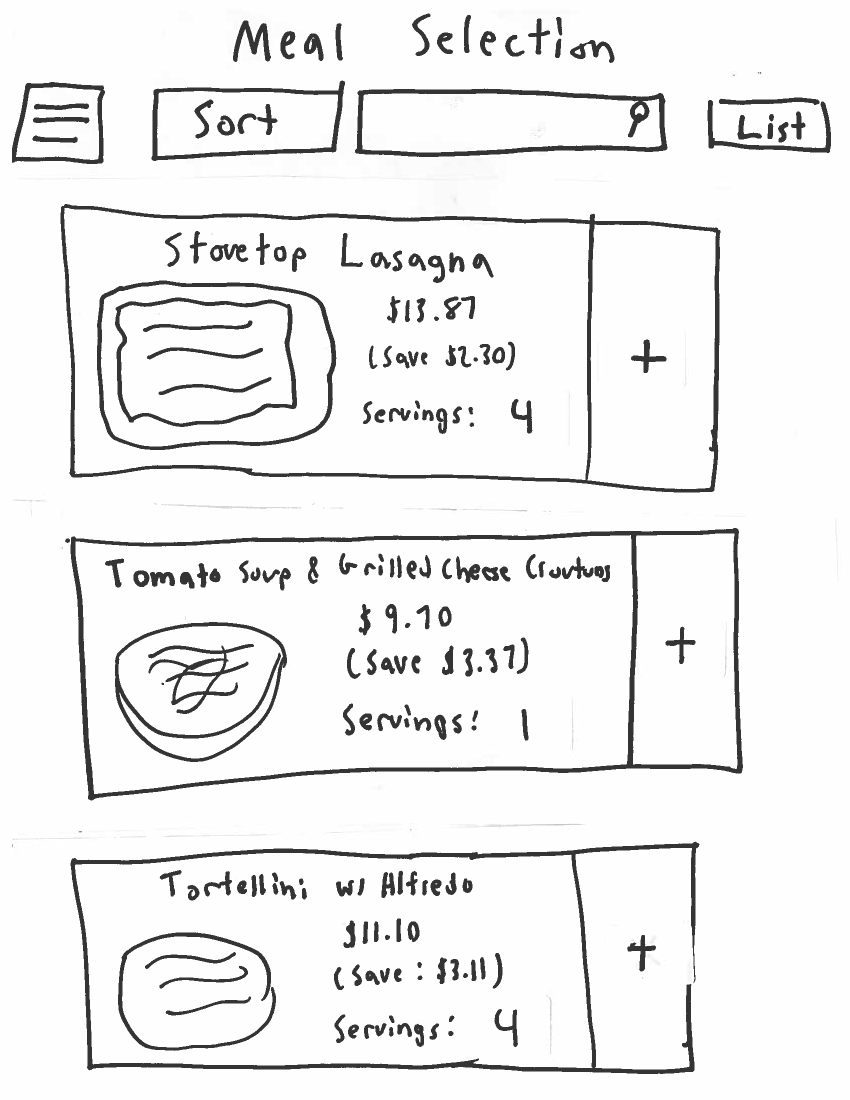 Meal Selection
Sort
List
Stovetop Lasagna
$13.87
(Save $2.30)
Servings: 4
+
Tomato Soup & Grilled Cheese Croutons
$9.70
(Save $3.37)
Servings: 1
+
Tortellini w/ Alfredo
$11.10
(Save: $3.11)
Servings: 4
+